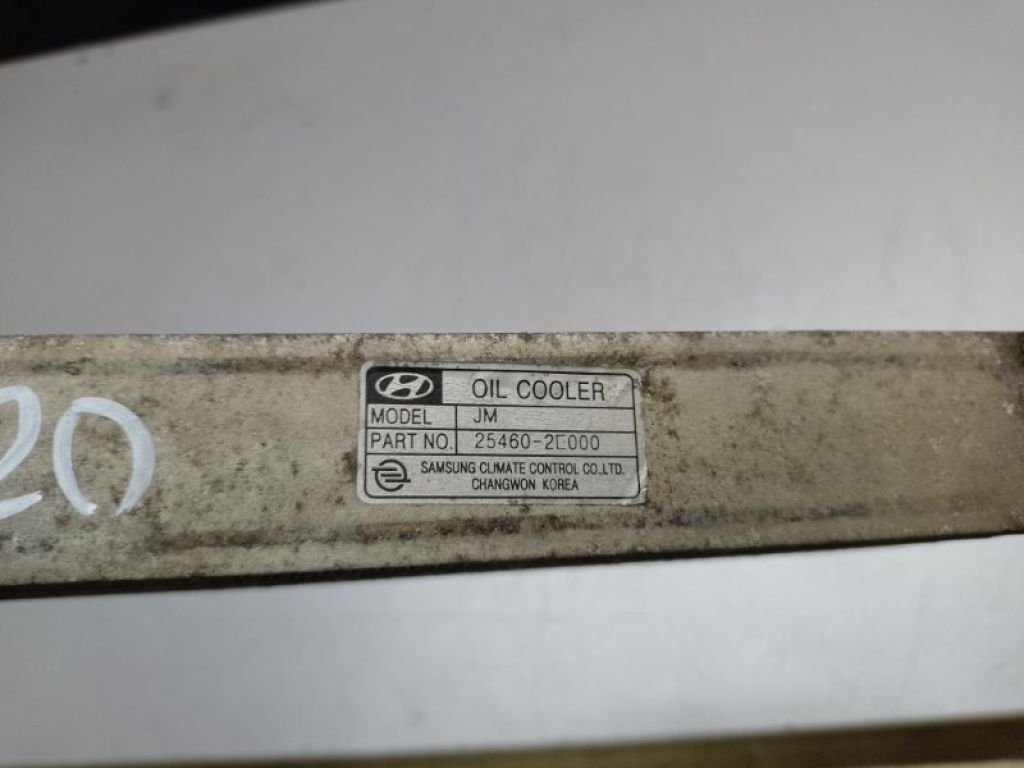 OIL COOLER
MODEL JM
PART NO. 25460-2E000
SAMSUNG CLIMATE CONTROL CO.,LTD.
CHANGWON KOREA
20